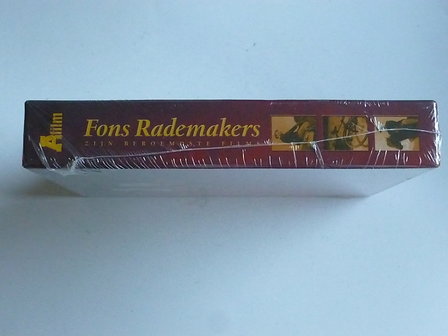 A film
Fons Rademakers
ZIJN BEROEMDSTE FILMS